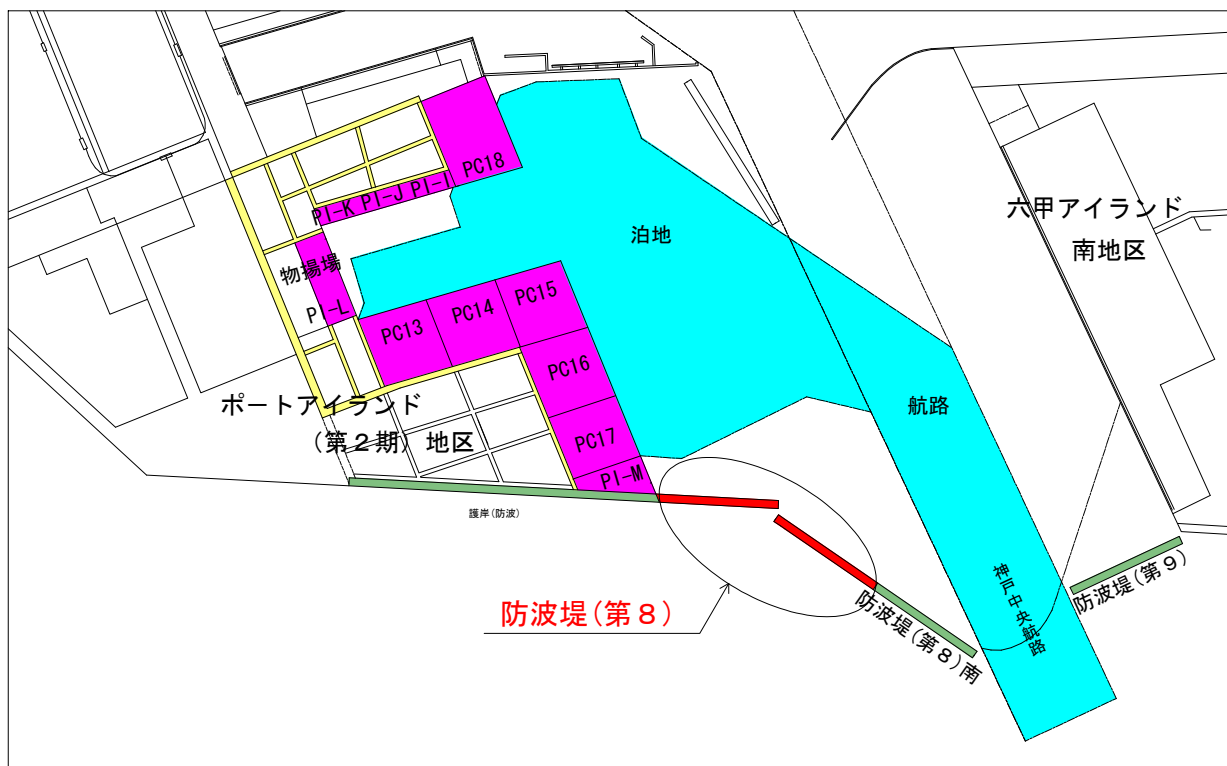 PC18
PI-K PI-J PI-I
六甲アイランド
南地区
泊地
物揚場
PI-L
PC13
PC14
PC15
PC16
航路
ポートアイランド
(第2期)地区
PC17
PI-M
護岸(防波)
防波堤(第8)
防波堤(第8)南
神戸中央航路
防波堤(第9)